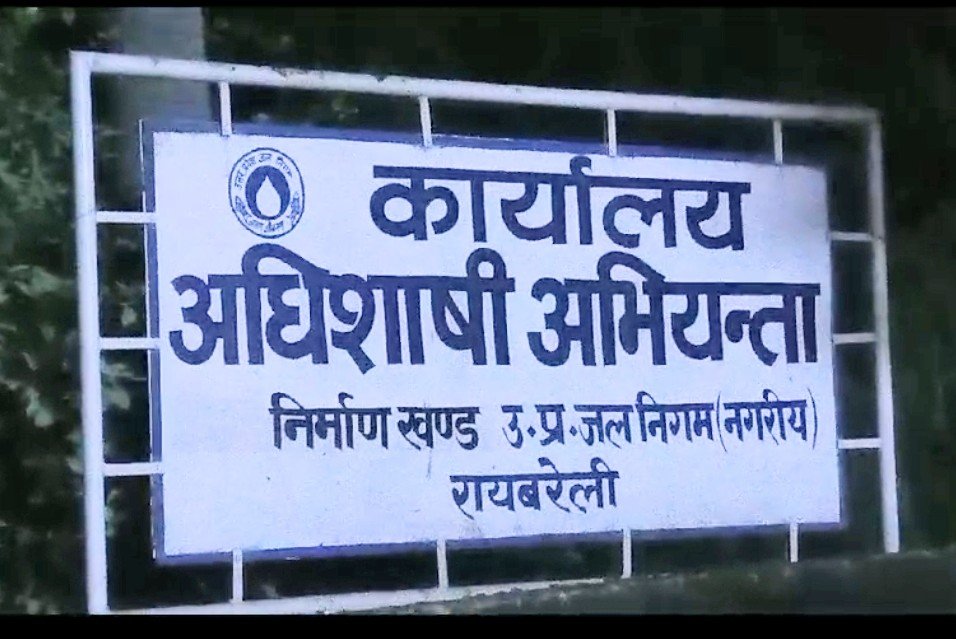 कार्यालय
अधिशाषी अभियन्ता
निर्माण खण्ड उ.प्र.जल निगम (नगरीय)
रायबरेली